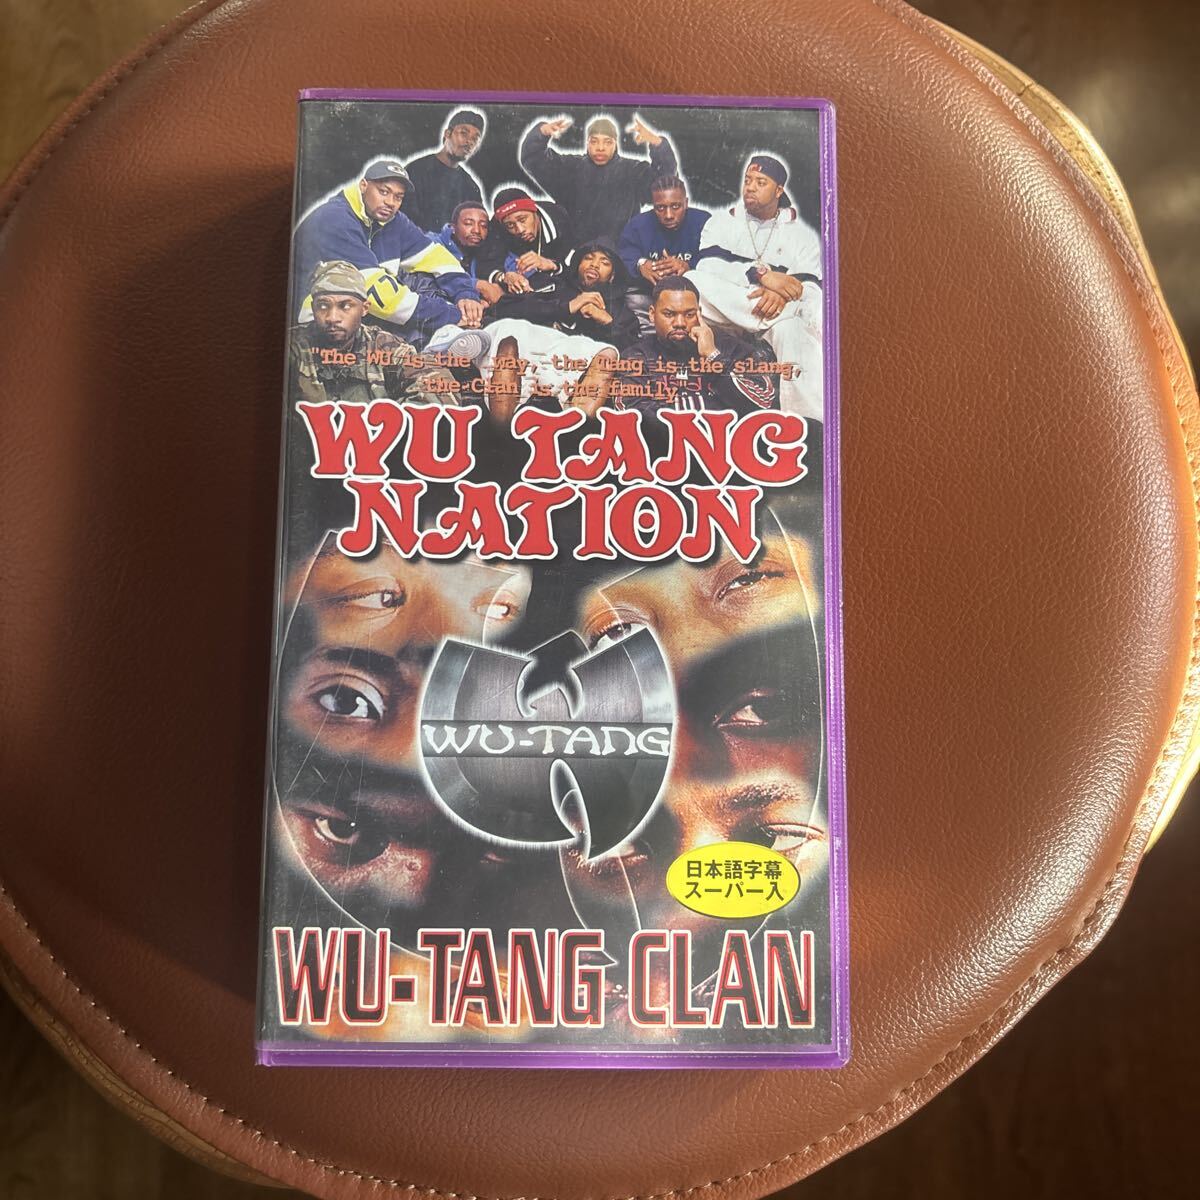 "The WU is the way, the Tang is the slang,
the Clan is the family"
WU TANG
NATION
WU-TANG
日本語字幕
スーパー入
WU-TANG CLAN